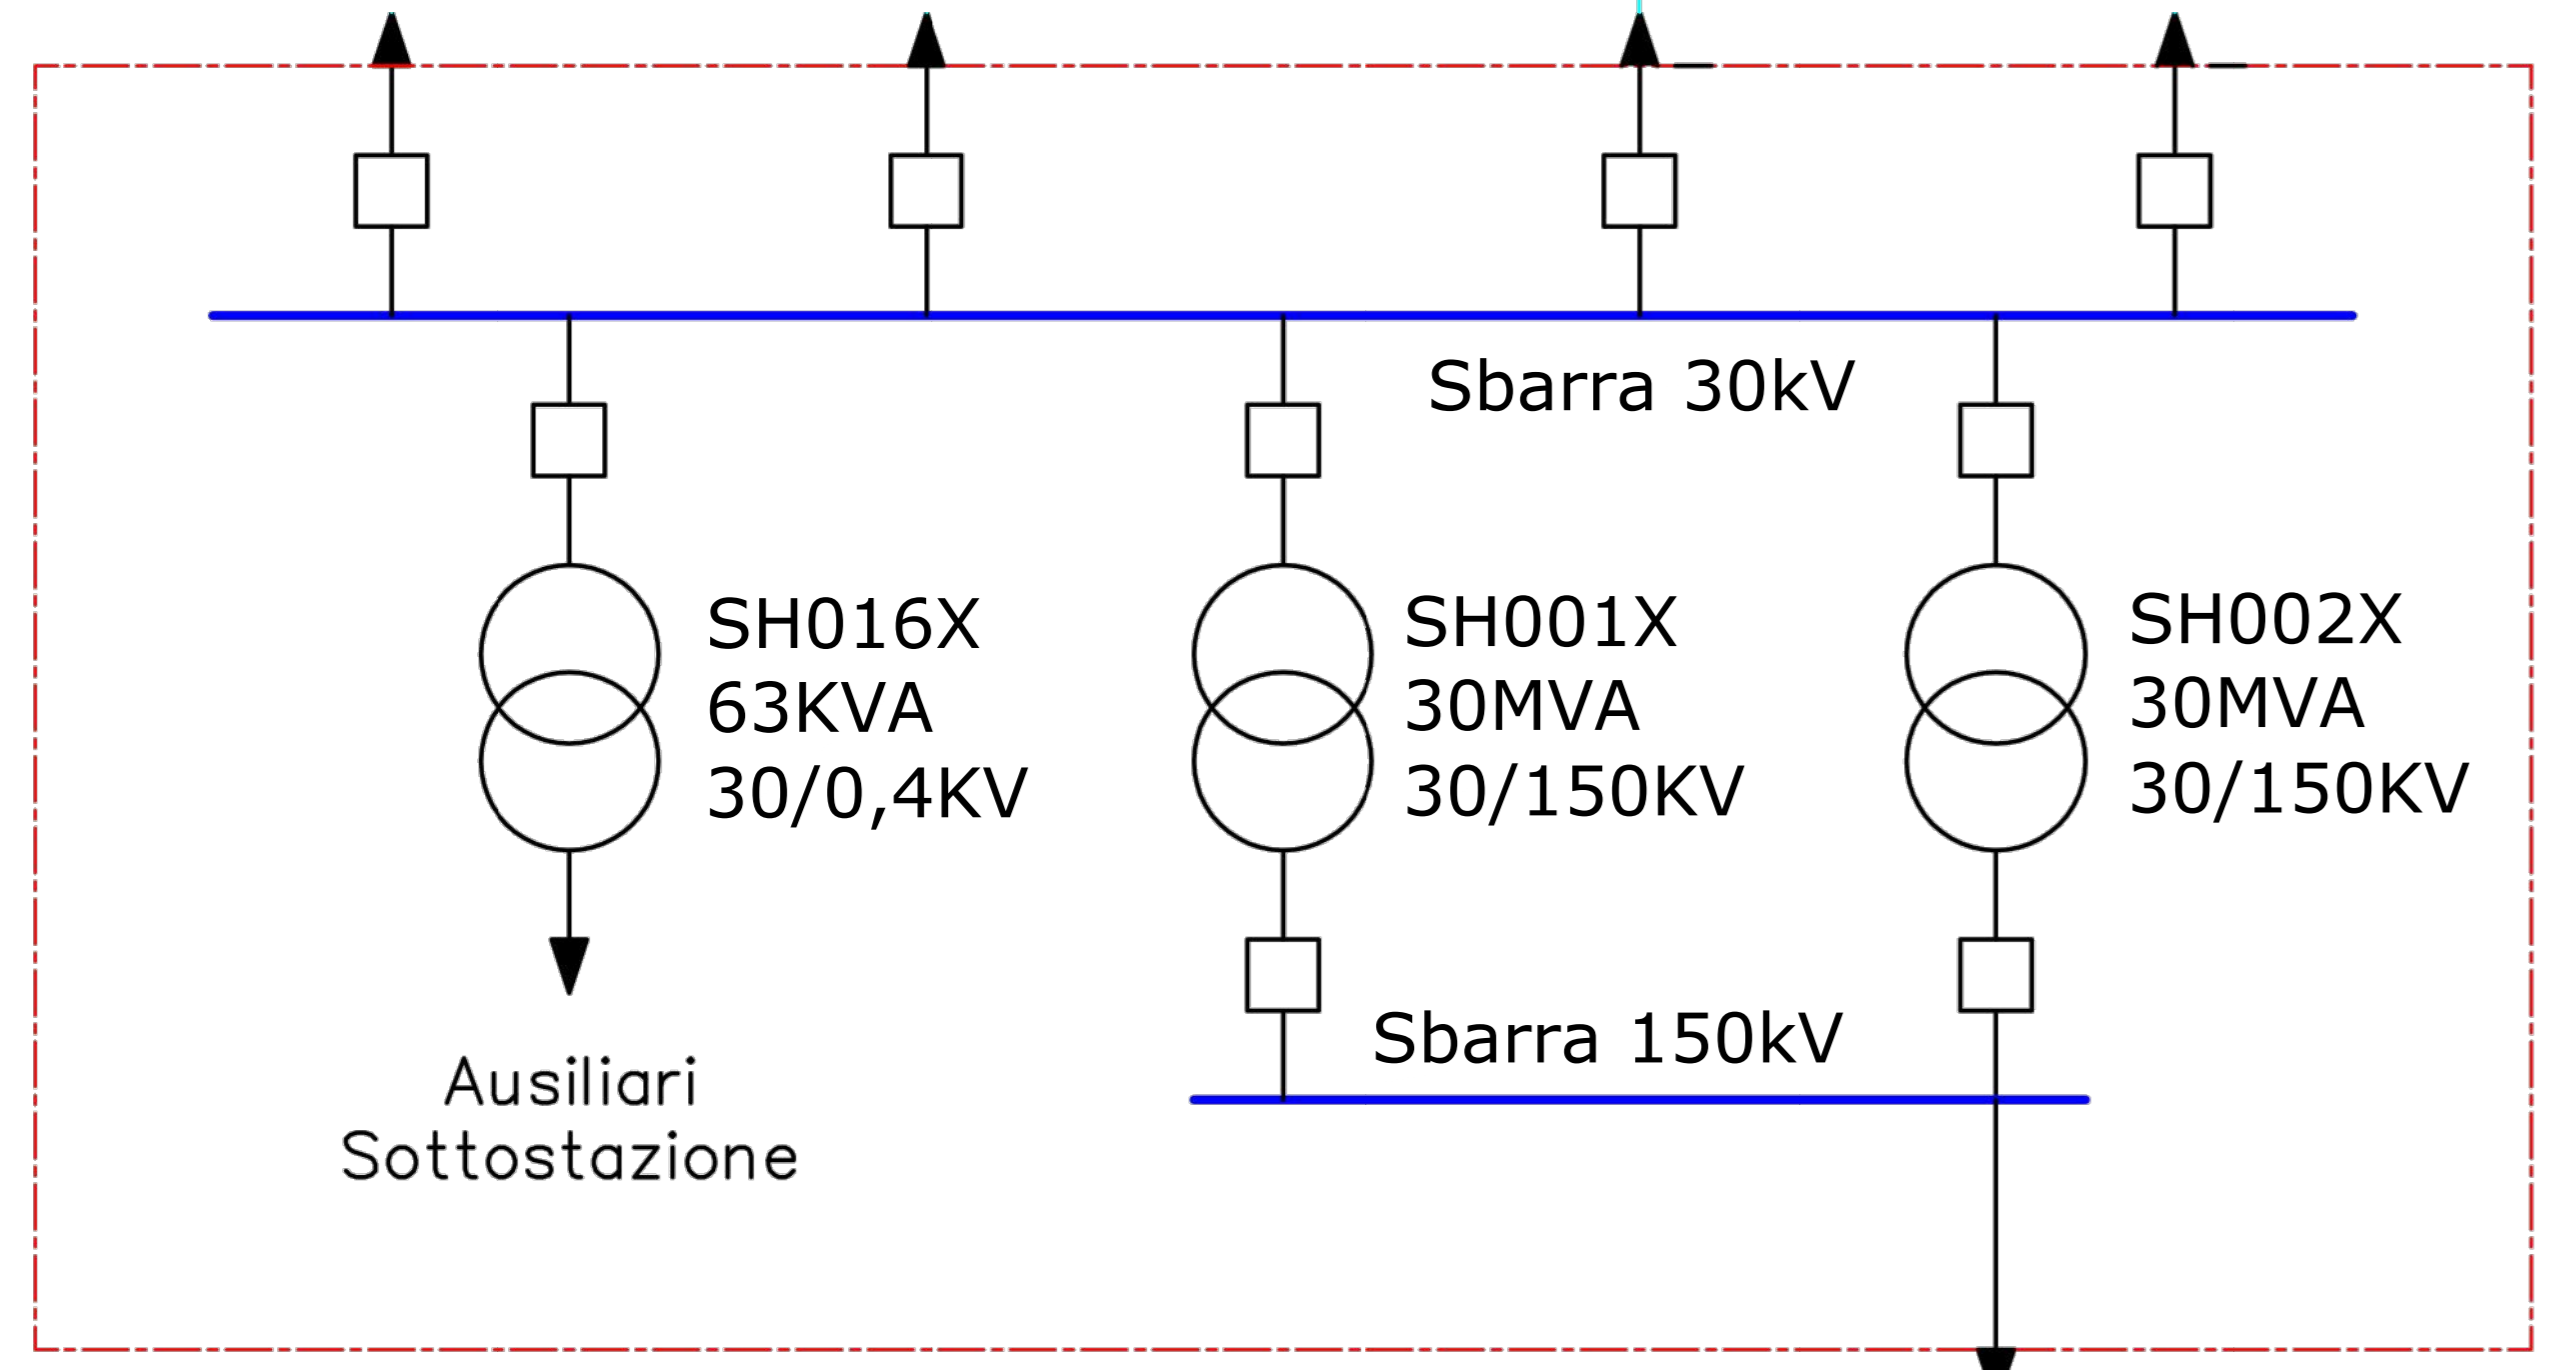 Sbarra 30kV
SH016X
63KVA
30/0,4KV
SH001X
30MVA
30/150KV
SH002X
30MVA
30/150KV
Sbarra 150kV
Ausiliari
Sottostazione